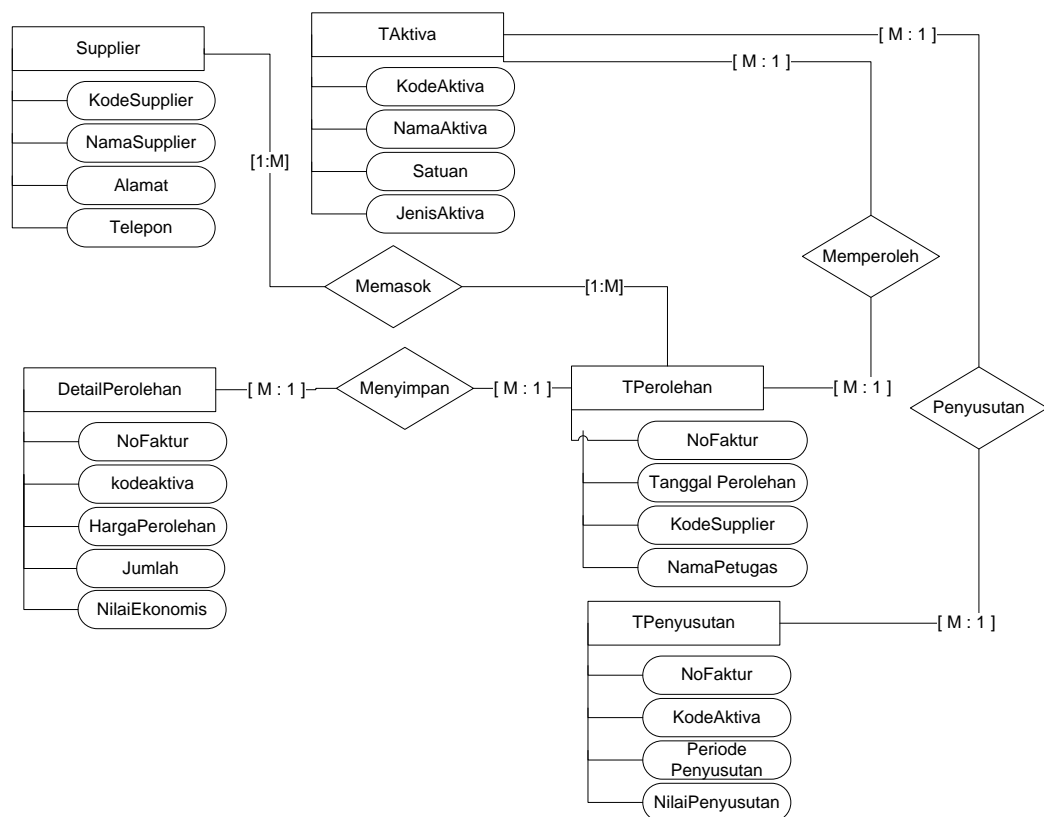 Supplier
KodeSupplier
NamaSupplier
Alamat
Telepon
[1:M]
TAktiva
KodeAktiva
NamaAktiva
Satuan
JenisAktiva
[ M : 1 ]
[ M : 1 ]
Memperoleh
Memasok
[1:M]
DetailPerolehan
[ M : 1 ]
Menyimpan
[ M : 1 ]
TPerolehan
[ M : 1 ]
Penyusutan
NoFaktur
kodeaktiva
HargaPerolehan
Jumlah
NilaiEkonomis
NoFaktur
Tanggal Perolehan
KodeSupplier
NamaPetugas
TPenyusutan
[ M : 1 ]
NoFaktur
KodeAktiva
Periode
Penyusutan
NilaiPenyusutan